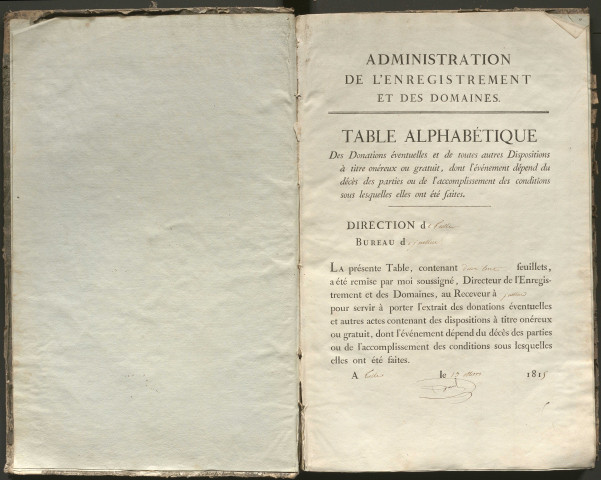 ADMINISTRATION
DE L'ENREGISTREMENT
ET DES DOMAINES.
TABLE ALPHABÉTIQUE
Des Donations éventuelles et de toutes autres Dispositions
à titre onéreux ou gratuit, dont l'événement dépend du
décès des parties ou de l'accomplissement des conditions
sous lesquelles elles ont été faites.
DIRECTION d
BUREAU d
LA présente Table, contenant feuillets,
a été remise par moi soussigné, Directeur de l'Enregis-
trement et des Domaines, au Receveur à
pour servir à porter l'extrait des donations éventuelles
et autres actes contenant des dispositions à titre onéreux
ou gratuit, dont l'événement dépend du décès des parties
ou de l'accomplissement des conditions sous lesquelles
elles ont été faites.
A le 1815